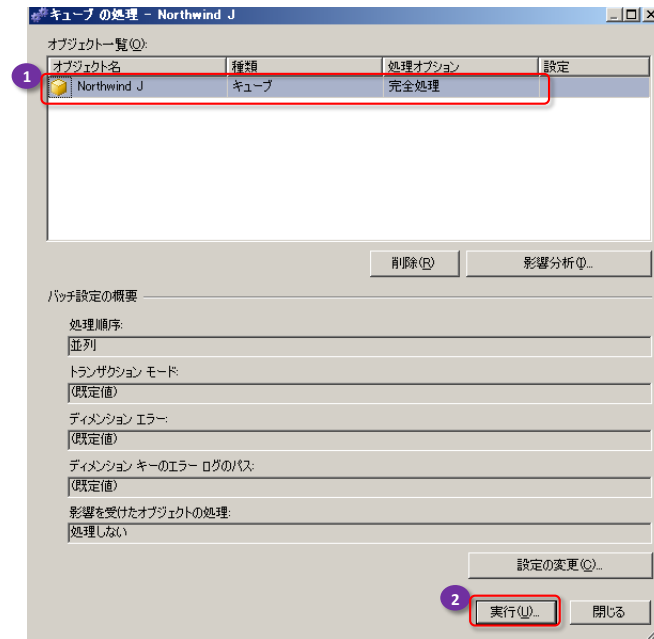 キューブ の処理 - Northwind J
オブジェクト一覧(O):
オブジェクト名 種類 処理オプション 設定
1
Northwind J キューブ 完全処理
削除(R) 影響分析(I)...
バッチ設定の概要
処理順序:
並列
トランザクション モード:
(既定値)
ディメンション エラー:
(既定値)
ディメンション キーのエラー ログのパス:
(既定値)
影響を受けたオブジェクトの処理:
処理しない
設定の変更(C)...
2
実行(U)... 閉じる